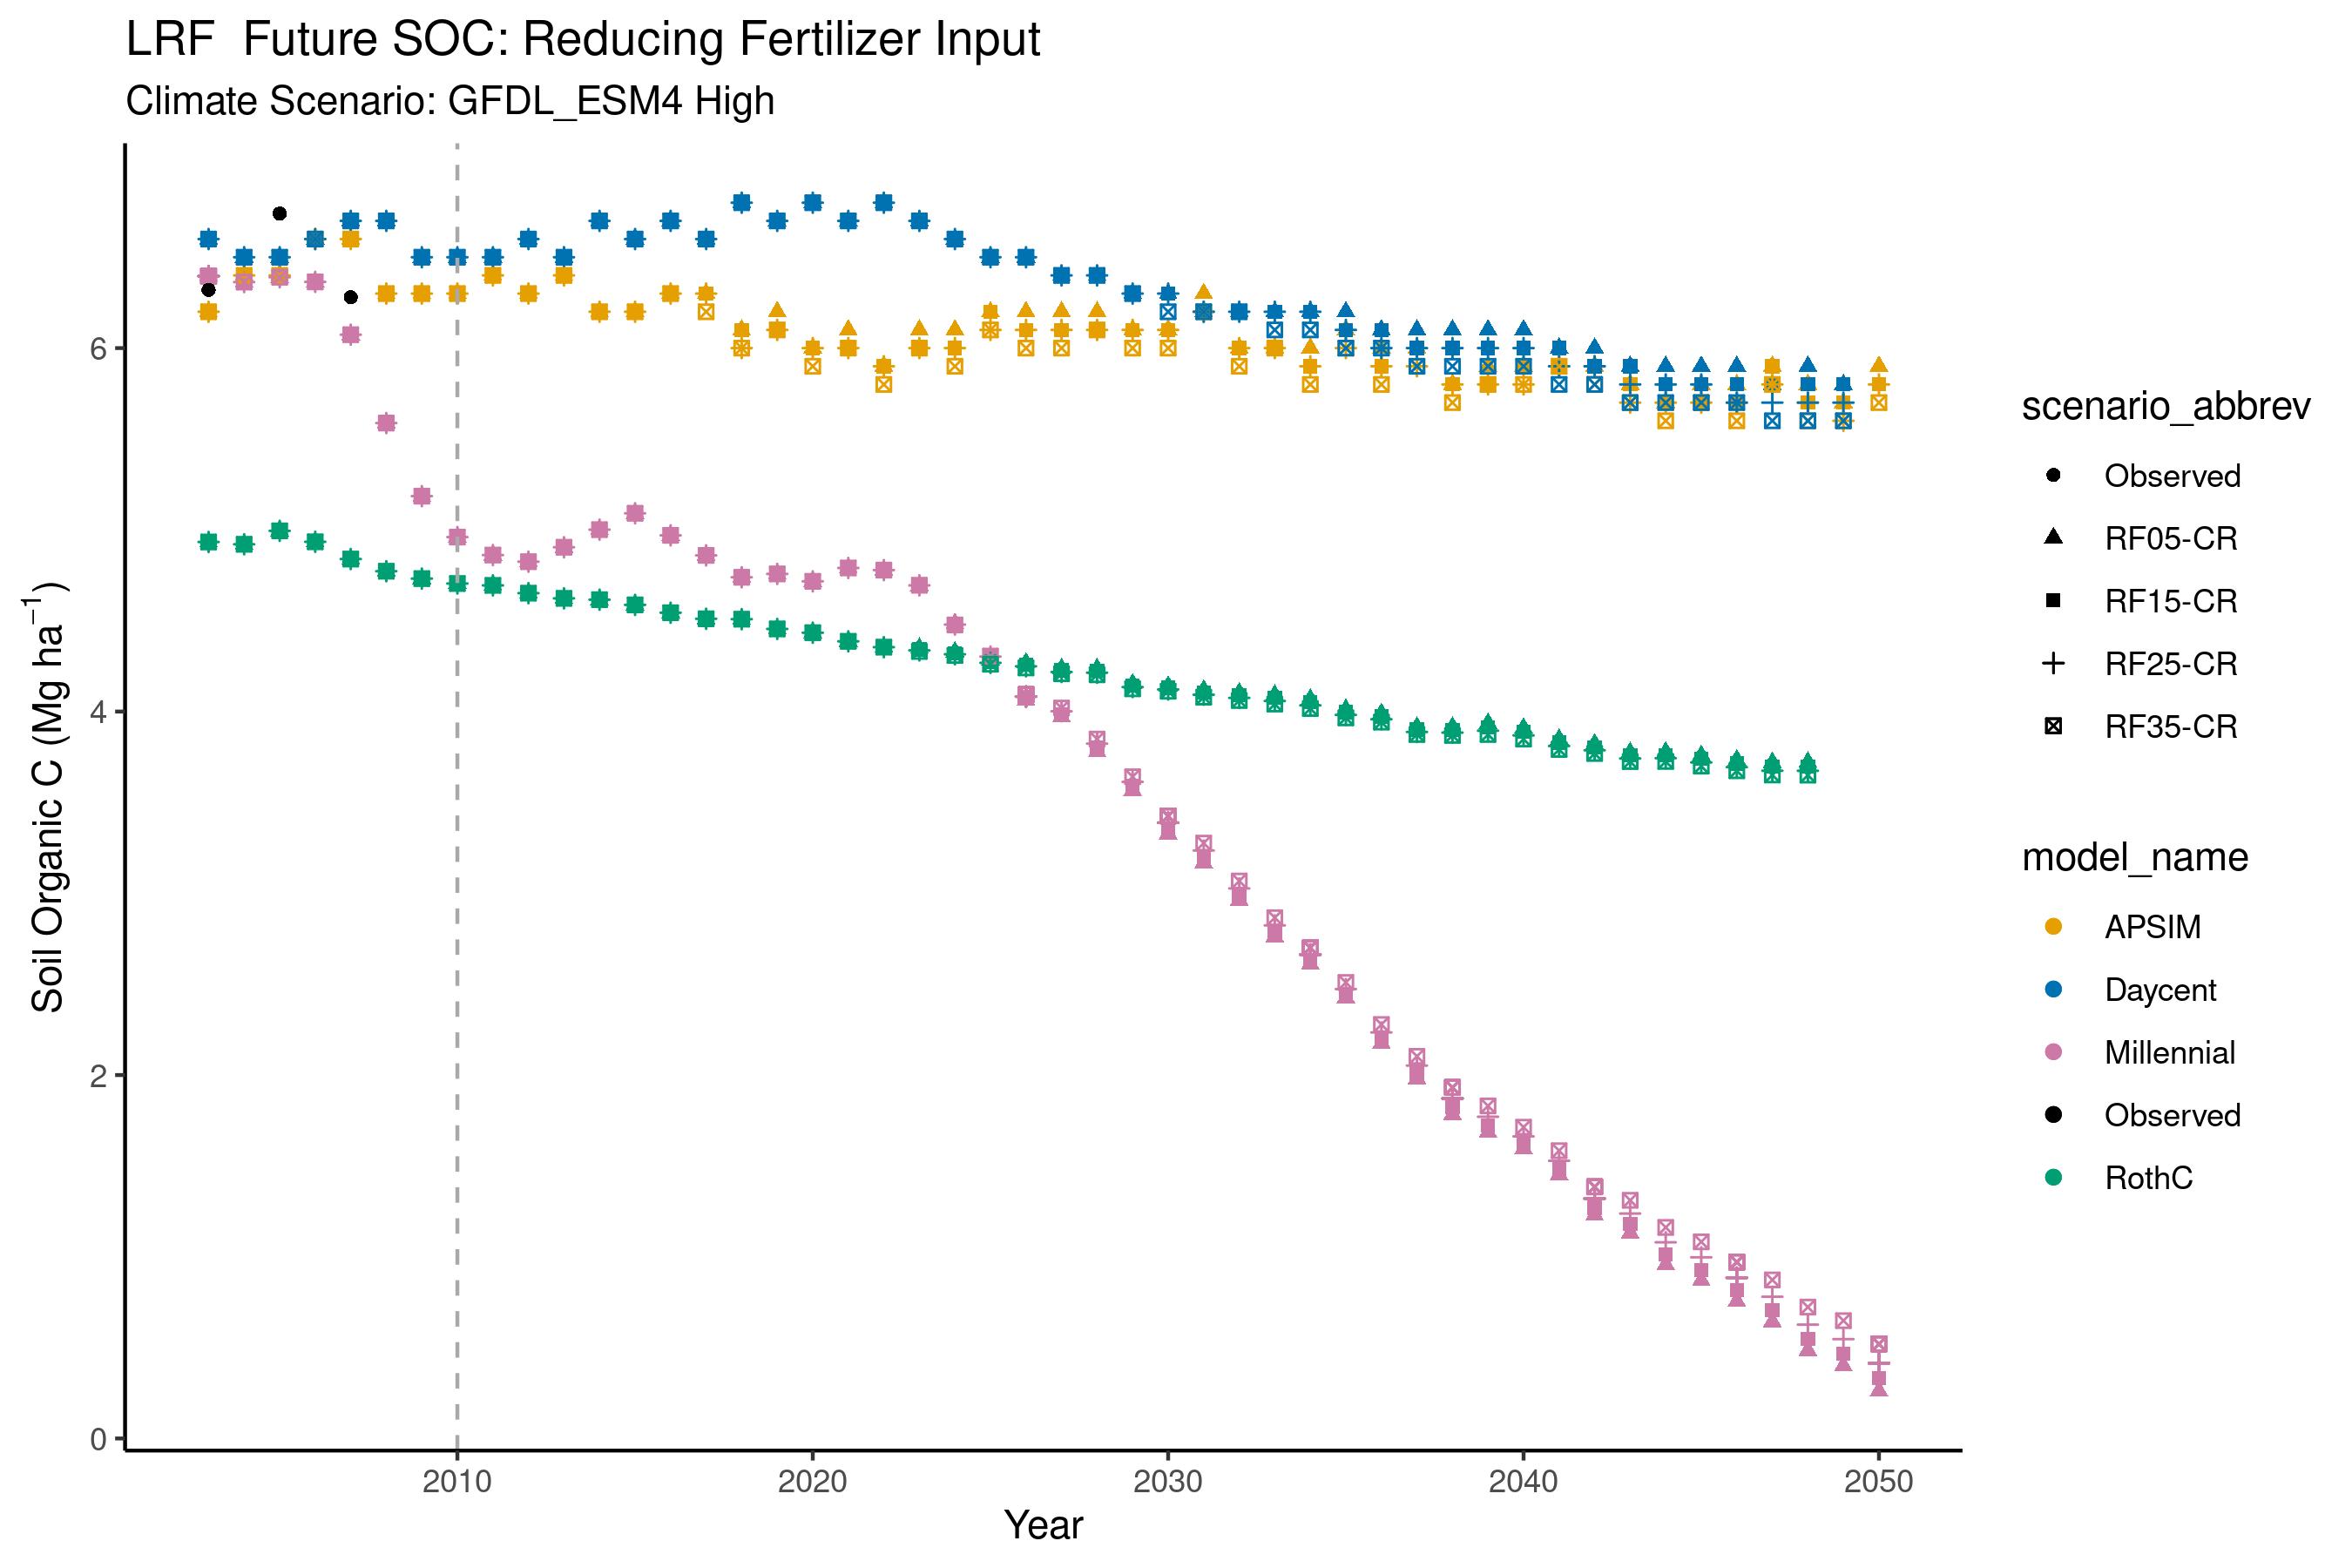 LRF  Future SOC: Reducing Fertilizer Input
Climate Scenario: GFDL_ESM4 High
Soil Organic C (Mg ha⁻¹)
6
4
2
0
2010
2020
2030
2040
2050
Year
scenario_abbrev
Observed
RF05-CR
RF15-CR
RF25-CR
RF35-CR
model_name
APSIM
Daycent
Millennial
Observed
RothC